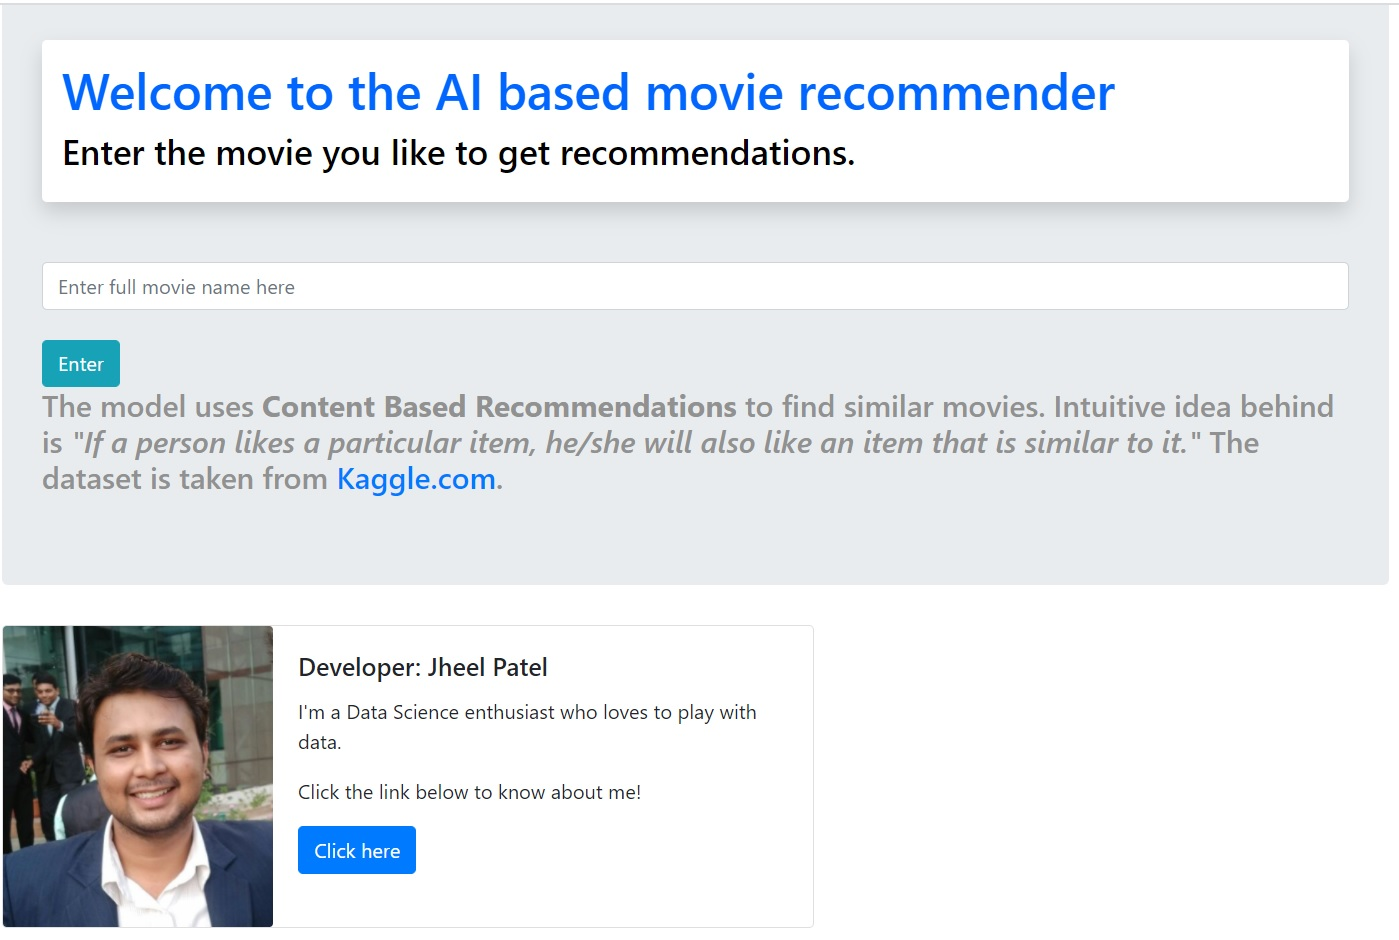 Welcome to the AI based movie recommender
Enter the movie you like to get recommendations.
Enter full movie name here
Enter
The model uses Content Based Recommendations to find similar movies. Intuitive idea behind
is "If a person likes a particular item, he/she will also like an item that is similar to it." The
dataset is taken from Kaggle.com.
Developer: Jheel Patel
I'm a Data Science enthusiast who loves to play with
data.
Click the link below to know about me!
Click here